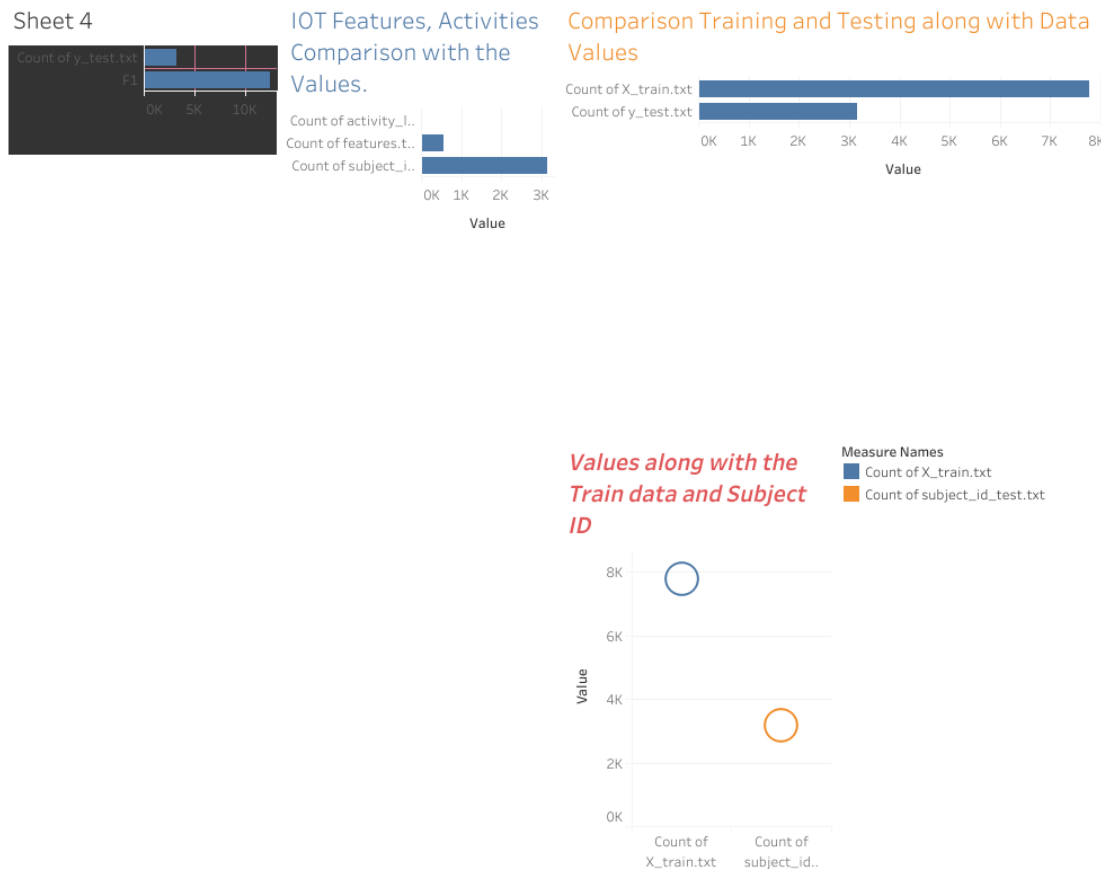 Sheet 4
Count of y_test.txt
F1
0K 5K 10K
IOT Features, Activities
Comparison with the
Values.
Count of activity_l..
Count of features.t..
Count of subject_i..
0K 1K 2K 3K
Value
Comparison Training and Testing along with Data
Values
Count of X_train.txt
Count of y_test.txt
0K 1K 2K 3K 4K 5K 6K 7K 8K
Value
Values along with the
Train data and Subject
ID
Measure Names
Count of X_train.txt
Count of subject_id_test.txt
8K
6K
4K
2K
0K
Value
Count of
X_train.txt
Count of
subject_id..